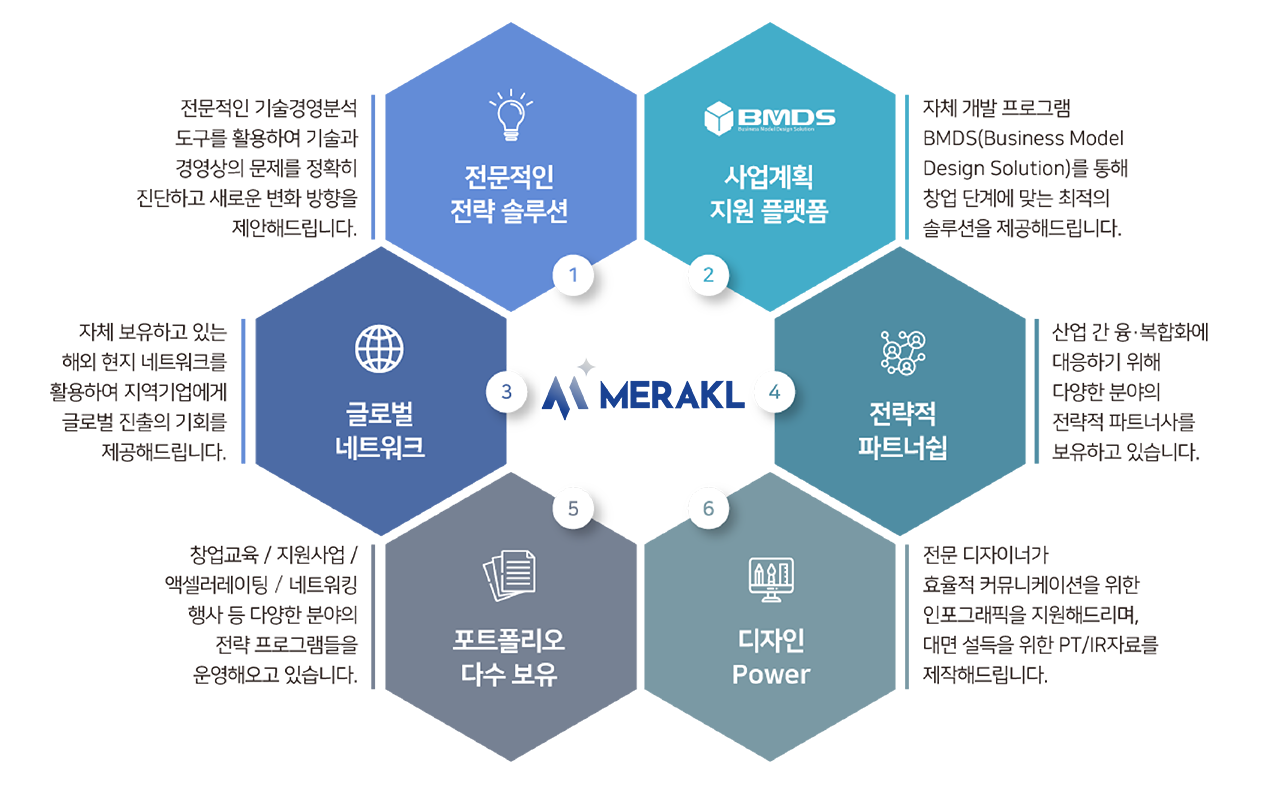 전문적인 기술경영분석
도구를 활용하여 기술과
경영상의 문제를 정확히
진단하고 새로운 변화 방향을
제안해드립니다.
전문적인
전략 솔루션
1
BMDS
Business Model Design Solution
사업계획
지원 플랫폼
2
자체 개발 프로그램
BMDS(Business Model
Design Solution)를 통해
창업 단계에 맞는 최적의
솔루션을 제공해드립니다.
자체 보유하고 있는
해외 현지 네트워크를
활용하여 지역기업에게
글로벌 진출의 기회를
제공해드립니다.
글로벌
네트워크
3
MERAKL
4
전략적
파트너쉽
산업 간 융·복합화에
대응하기 위해
다양한 분야의
전략적 파트너사를
보유하고 있습니다.
창업교육 / 지원사업 /
액셀러레이팅 / 네트워킹
행사 등 다양한 분야의
전략 프로그램들을
운영해오고 있습니다.
5
포트폴리오
다수 보유
6
디자인
Power
전문 디자이너가
효율적 커뮤니케이션을 위한
인포그래픽을 지원해드리며,
대면 설득을 위한 PT/IR자료를
제작해드립니다.